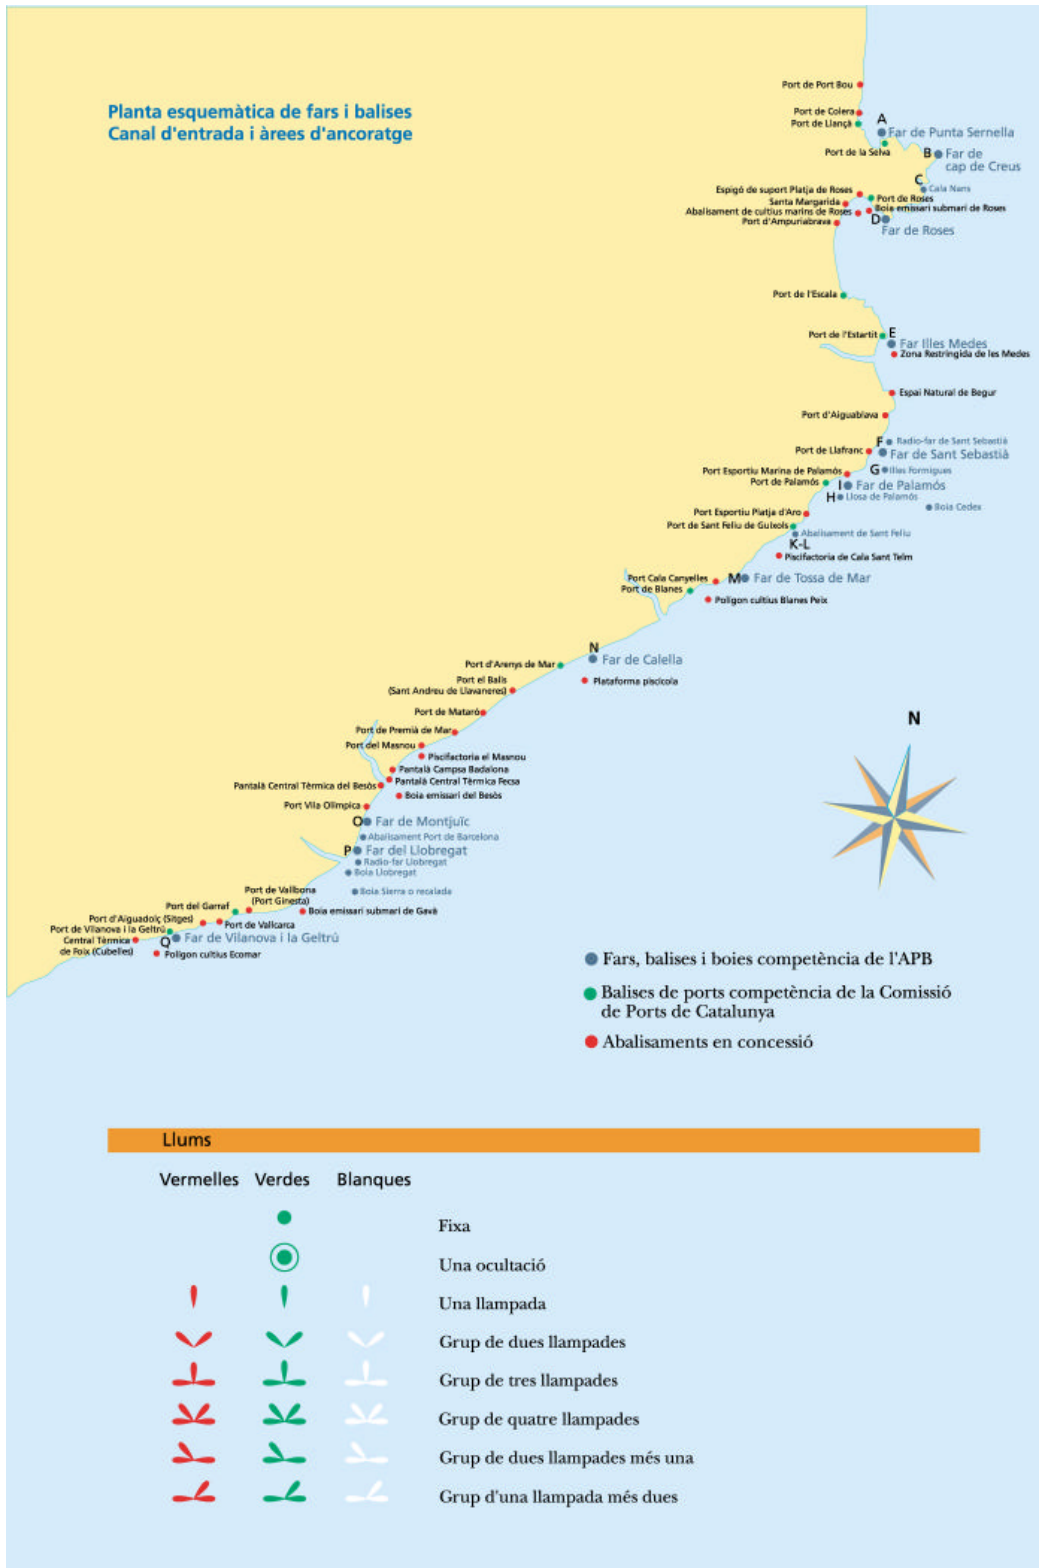 Planta esquemàtica de fars i balises
Canal d'entrada i àrees d'ancoratge
Port de Port Bou
Port de Colera
Port de Llançà
A
Far de Punta Sernella
Port de la Selva
B
Far de
cap de Creus
C
Cala Nans
Espigó de suport Platja de Roses
Port de Roses
Santa Margarida
Boia emissari submarí de Roses
Abalisament de cultius marins de Roses
Port d'Ampuriabrava
D
Far de Roses
Port de l'Escala
Port de l'Estartit
E
Far Illes Medes
Zona Restringida de les Medes
Espai Natural de Begur
Port d'Aiguablava
F
Radio-far de Sant Sebastià
Port de Llafranc
Far de Sant Sebastià
Port Esportiu Marina de Palamós
G
Illes Formigues
Port de Palamós
I
Far de Palamós
H
Llosa de Palamós
Boia Cedex
Port Esportiu Platja d'Aro
Port de Sant Feliu de Guíxols
Abalisament de Sant Feliu
K-L
Piscifactoria de Cala Sant Telm
Port Cala Canyelles
M
Far de Tossa de Mar
Port de Blanes
Polígon cultius Blanes Peix
N
Far de Calella
Port d'Arenys de Mar
Plataforma piscícola
Port el Balís
(Sant Andreu de Llavaneres)
Port de Mataró
Port de Premià de Mar
Port del Masnou
Piscifactoria el Masnou
Pantalà Campsa Badalona
Pantalà Central Tèrmica Fecsa
Pantalà Central Tèrmica del Besòs
Boia emissari del Besòs
Port Vila Olímpica
O
Far de Montjuïc
Abalisament Port de Barcelona
P
Far del Llobregat
Radio-far Llobregat
Boia Llobregat
Boia Sierra o recalada
Port de Vallbona
(Port Ginesta)
Port del Garraf
Boia emissari submarí de Gavà
Port d'Aiguadolç (Sitges)
Port de Vallcarca
Port de Vilanova i la Geltrú
Q
Far de Vilanova i la Geltrú
Central Tèrmica
de Foix (Cubelles)
Polígon cultius Ecomar
N
Fars, balises i boies competència de l'APB
Balises de ports competència de la Comissió
de Ports de Catalunya
Abalisaments en concessió
Llums
Vermelles Verdes Blanques
Fixa
Una ocultació
Una llampada
Grup de dues llampades
Grup de tres llampades
Grup de quatre llampades
Grup de dues llampades més una
Grup d'una llampada més dues